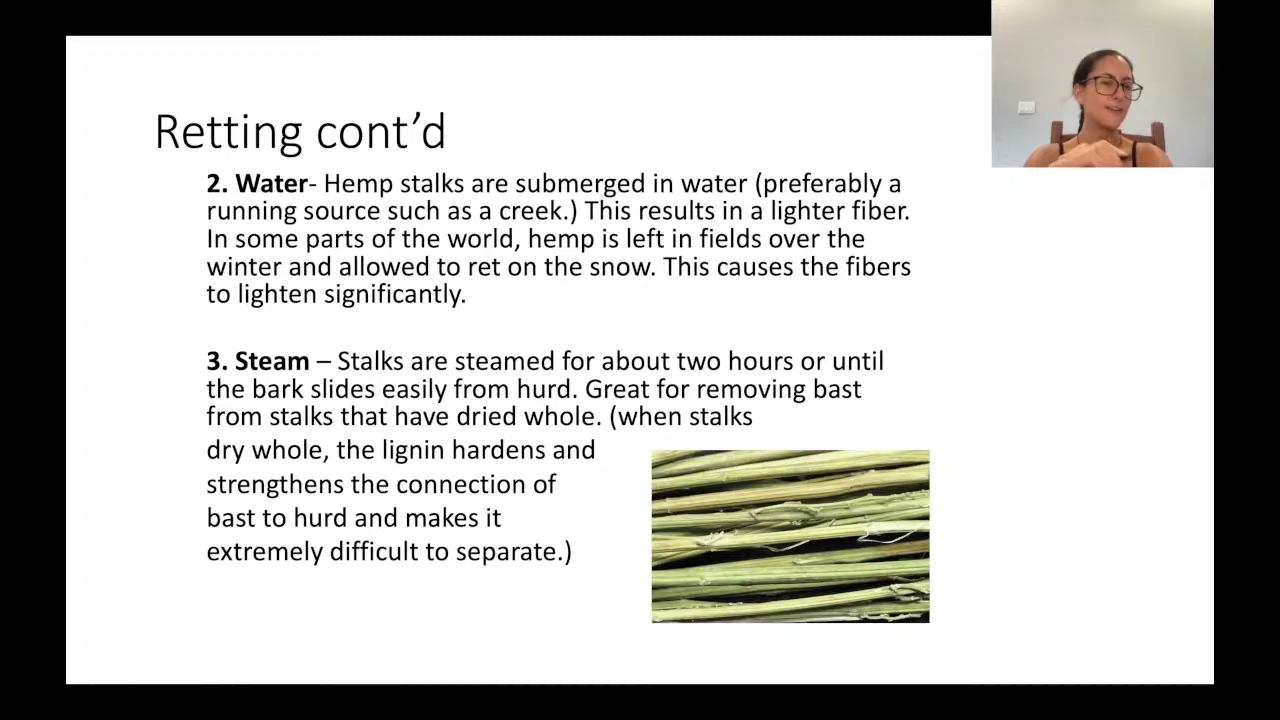 Retting cont’d
2. Water- Hemp stalks are submerged in water (preferably a
running source such as a creek.) This results in a lighter fiber.
In some parts of the world, hemp is left in fields over the
winter and allowed to ret on the snow. This causes the fibers
to lighten significantly.
3. Steam – Stalks are steamed for about two hours or until
the bark slides easily from hurd. Great for removing bast
from stalks that have dried whole. (when stalks
dry whole, the lignin hardens and
strengthens the connection of
bast to hurd and makes it
extremely difficult to separate.)